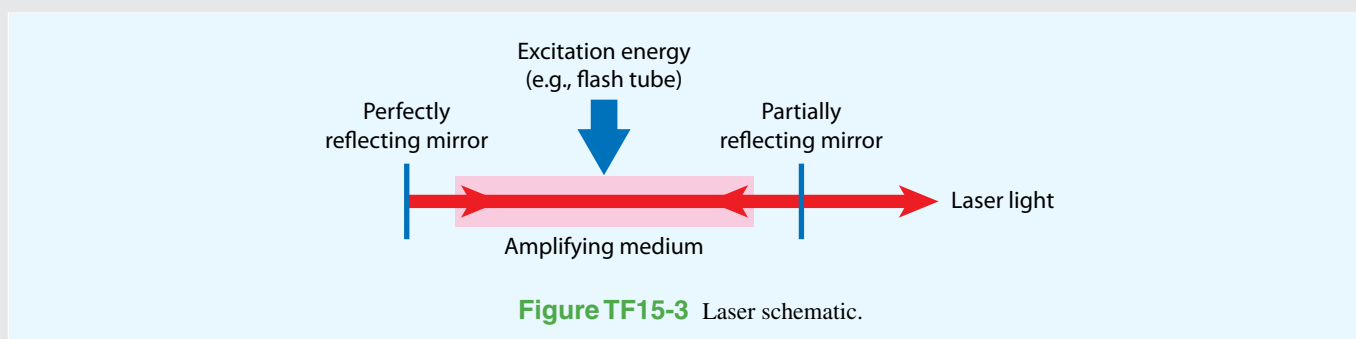 Excitation energy
(e.g., flash tube)
Perfectly
reflecting mirror
Partially
reflecting mirror
Laser light
Amplifying medium
Figure TF15-3 Laser schematic.